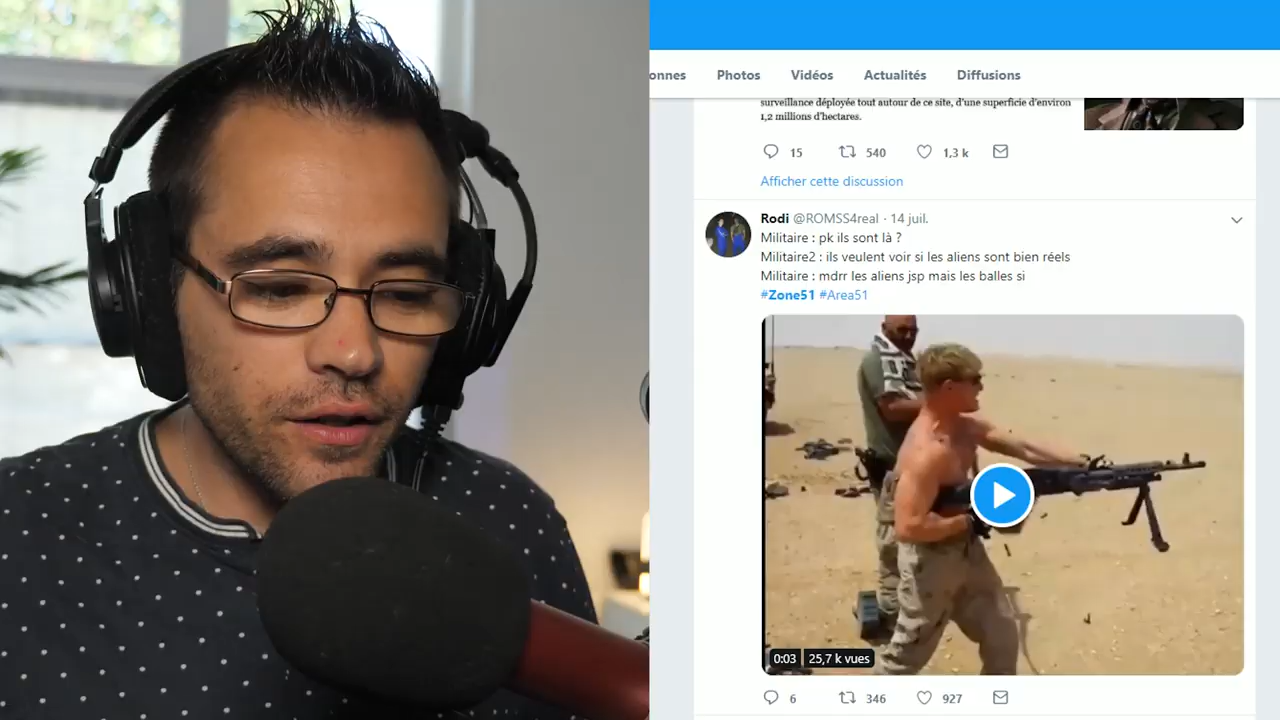 onnes Photos Vidéos Actualités Diffusions
surveillance déployée tout autour de ce site, d'une superficie d'environ
1,2 millions d'hectares.
15 540 1,3 k
Afficher cette discussion
Rodi @ROMSS4real · 14 juil.
Militaire : pk ils sont là ?
Militaire2 : ils veulent voir si les aliens sont bien réels
Militaire : mdrr les aliens jsp mais les balles si
#Zone51 #Area51
0:03 25,7 k vues
6 346 927